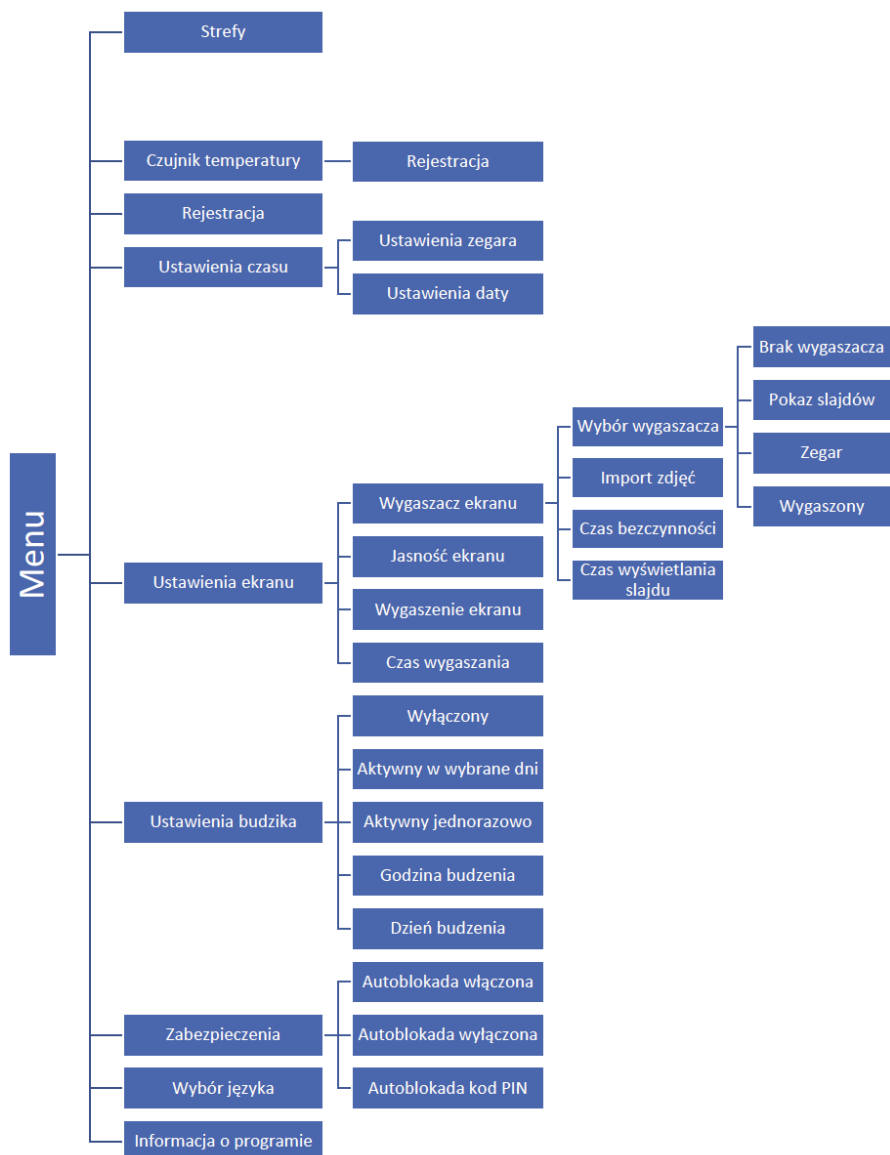 Menu
Strefy
Czujnik temperatury
Rejestracja
Rejestracja
Ustawienia czasu
Ustawienia zegara
Ustawienia daty
Ustawienia ekranu
Wygaszacz ekranu
Wybór wygaszacza
Brak wygaszacza
Pokaz slajdów
Zegar
Wygaszony
Import zdjęć
Czas bezczynności
Czas wyświetlania
slajdu
Jasność ekranu
Wygaszenie ekranu
Czas wygaszania
Ustawienia budzika
Wyłączony
Aktywny w wybrane dni
Aktywny jednorazowo
Godzina budzenia
Dzień budzenia
Zabezpieczenia
Autoblokada włączona
Autoblokada wyłączona
Autoblokada kod PIN
Wybór języka
Informacja o programie